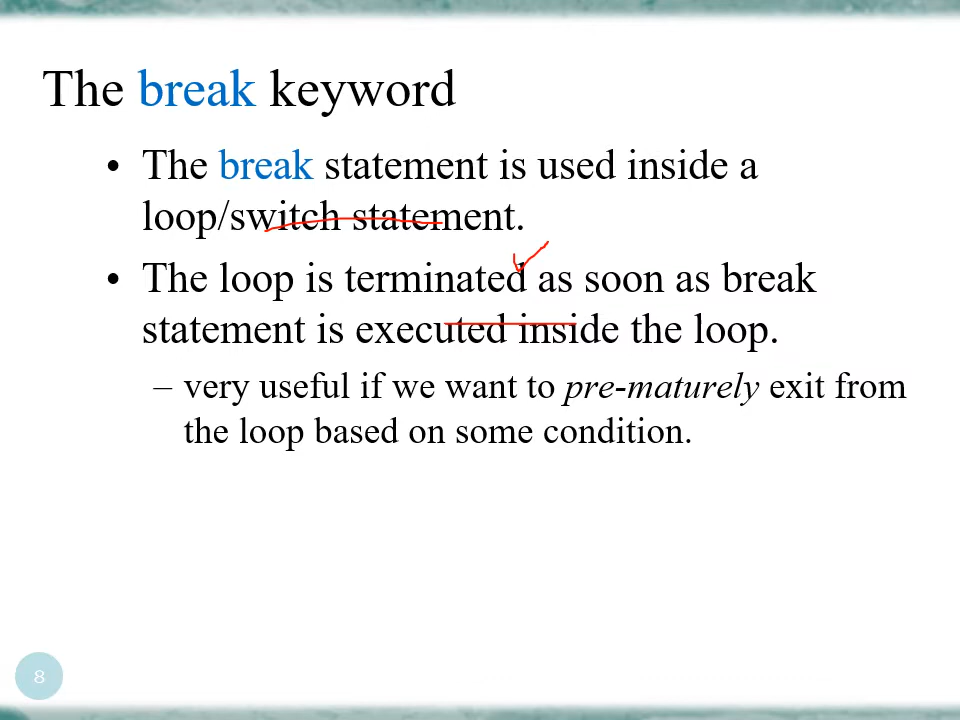 The break keyword
• The break statement is used inside a
loop/switch statement.
• The loop is terminated as soon as break
statement is executed inside the loop.
– very useful if we want to pre-maturely exit from
the loop based on some condition.
8